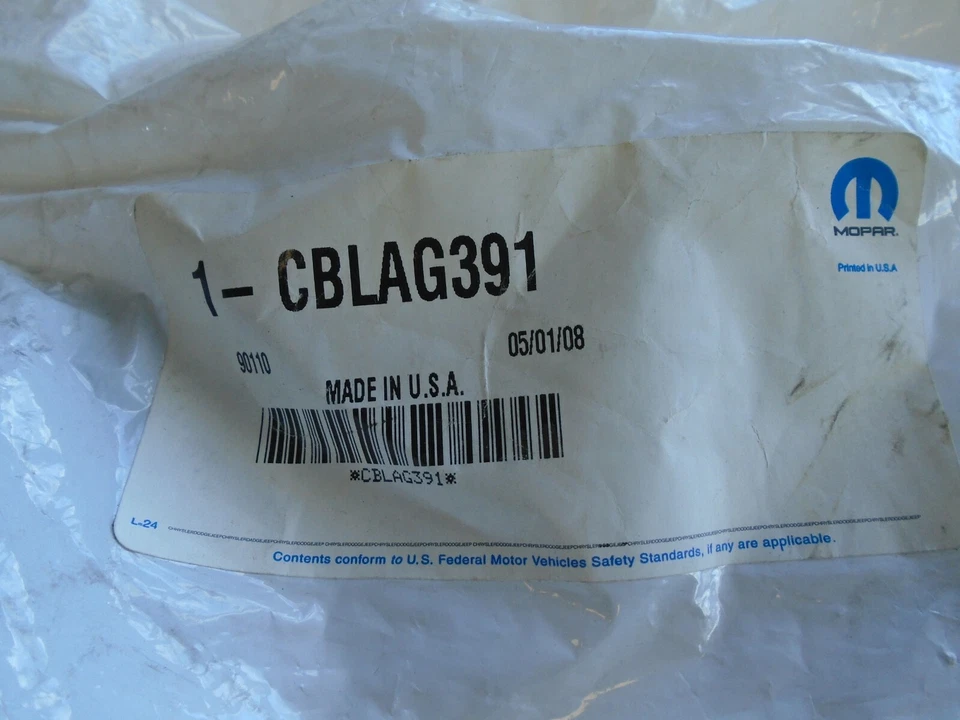 MOPAR
Printed in U.S.A
1- CBLAG391
90110
05/01/08
MADE IN U.S.A.
*CBLAG391*
L-24
Contents conform to U.S. Federal Motor Vehicles Safety Standards, if any are applicable.